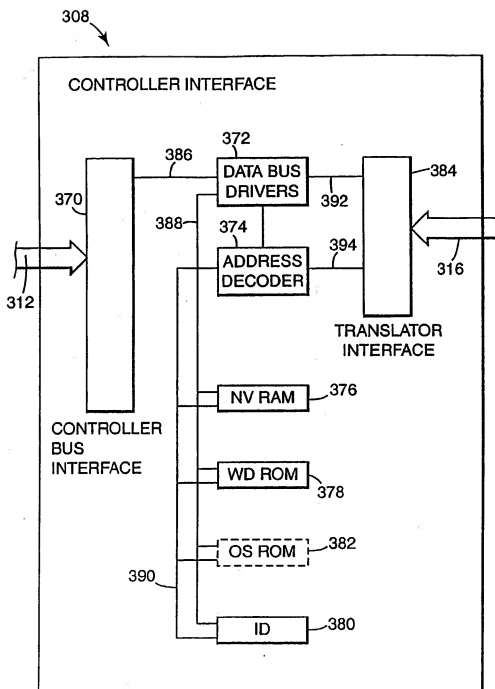 308
CONTROLLER INTERFACE
372
386
DATA BUS
DRIVERS
384
370
392
388
374
394
ADDRESS
DECODER
312
316
TRANSLATOR
INTERFACE
NV RAM
376
CONTROLLER
BUS
INTERFACE
WD ROM
378
OS ROM
382
390
ID
380